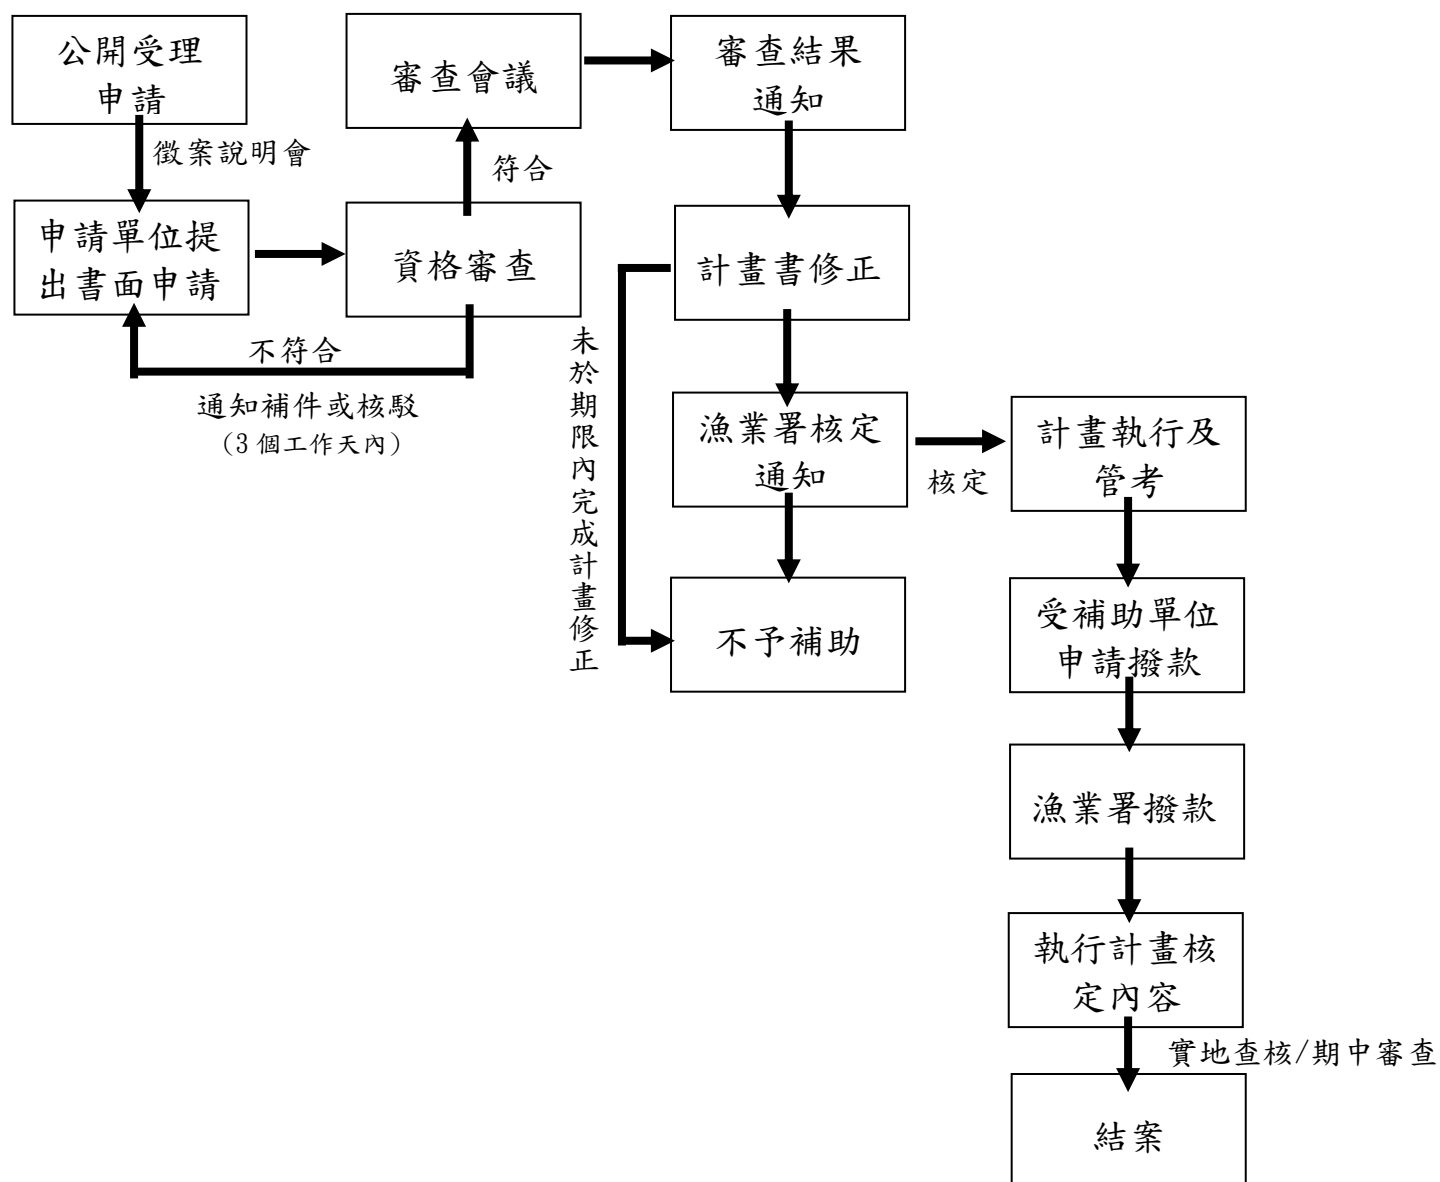 公開受理
申請
徵案說明會
申請單位提
出書面申請
資格審查
不符合
通知補件或核駁
(3 個工作天內)
符合
審查會議
審查結果
通知
計畫書修正
未於期限內完成計畫修正
漁業署核定
通知
不予補助
核定
計畫執行及
管考
受補助單位
申請撥款
漁業署撥款
執行計畫核
定內容
實地查核/期中審查
結案